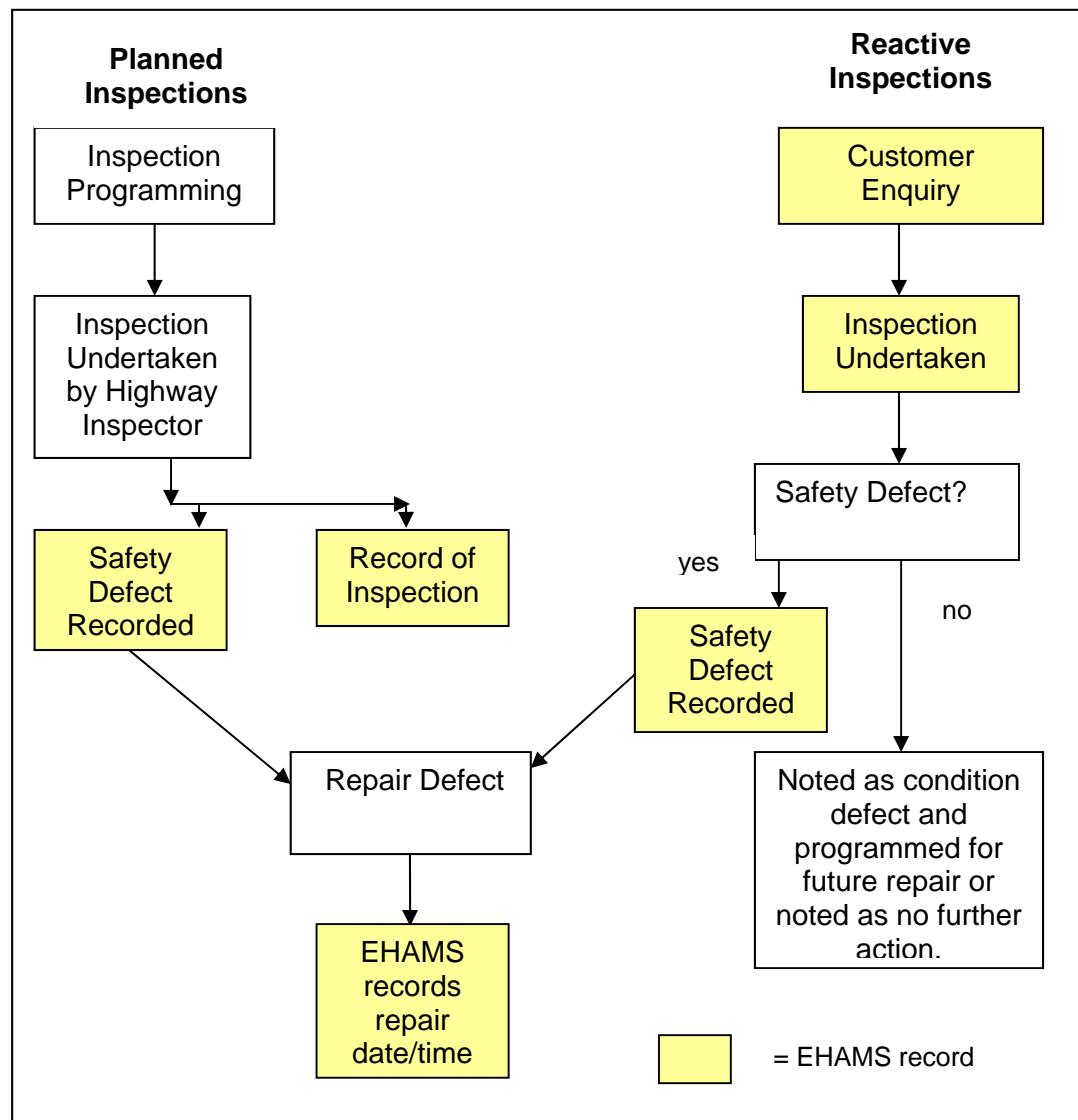 Planned
Inspections
Inspection
Programming
Inspection
Undertaken
by Highway
Inspector
Safety
Defect
Recorded
Record of
Inspection
Reactive
Inspections
Customer
Enquiry
Inspection
Undertaken
Safety Defect?
yes
no
Safety
Defect
Recorded
Noted as condition
defect and
programmed for
future repair or
noted as no further
action.
Repair Defect
EHAMS
records
repair
date/time
= EHAMS record